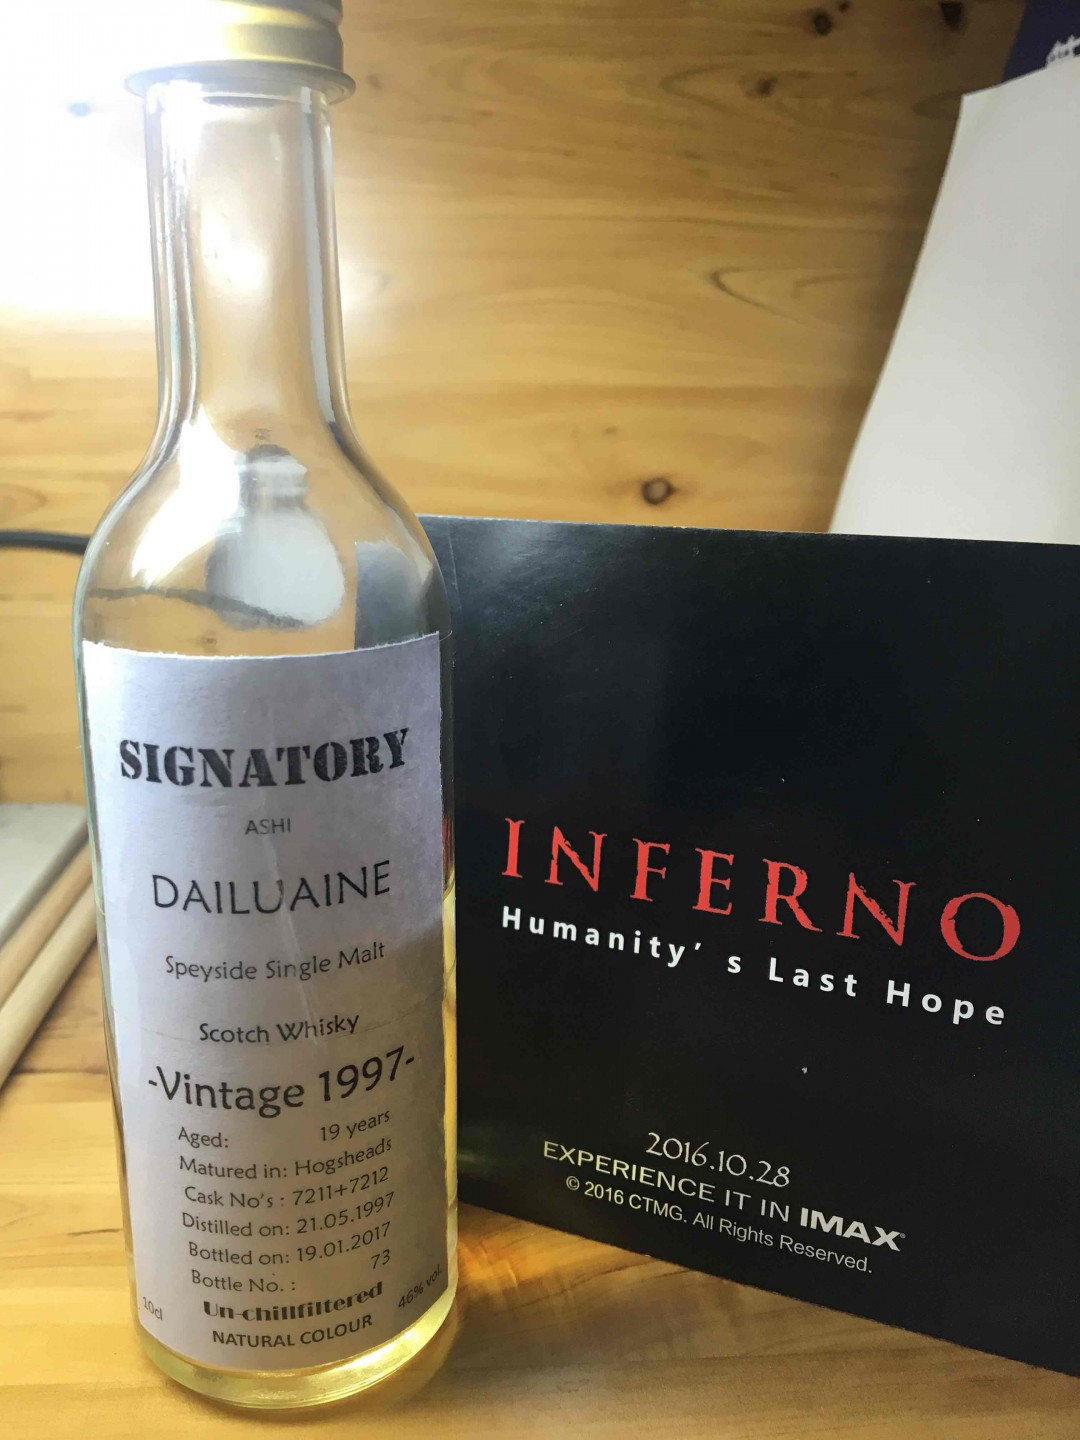 SIGNATORY
ASHI
DAILUAINE
Speyside Single Malt
Scotch Whisky
-Vintage 1997-
Aged: 19 years
Matured in: Hogsheads
Cask No's : 7211+7212
Distilled on: 21.05.1997
Bottled on: 19.01.2017
Bottle No. : 73
10cl Un-chillfiltered 46% vol.
NATURAL COLOUR
INFERNO
Humanity's Last Hope
2016.10.28
EXPERIENCE IT IN IMAX
© 2016 CTMG. All Rights Reserved.